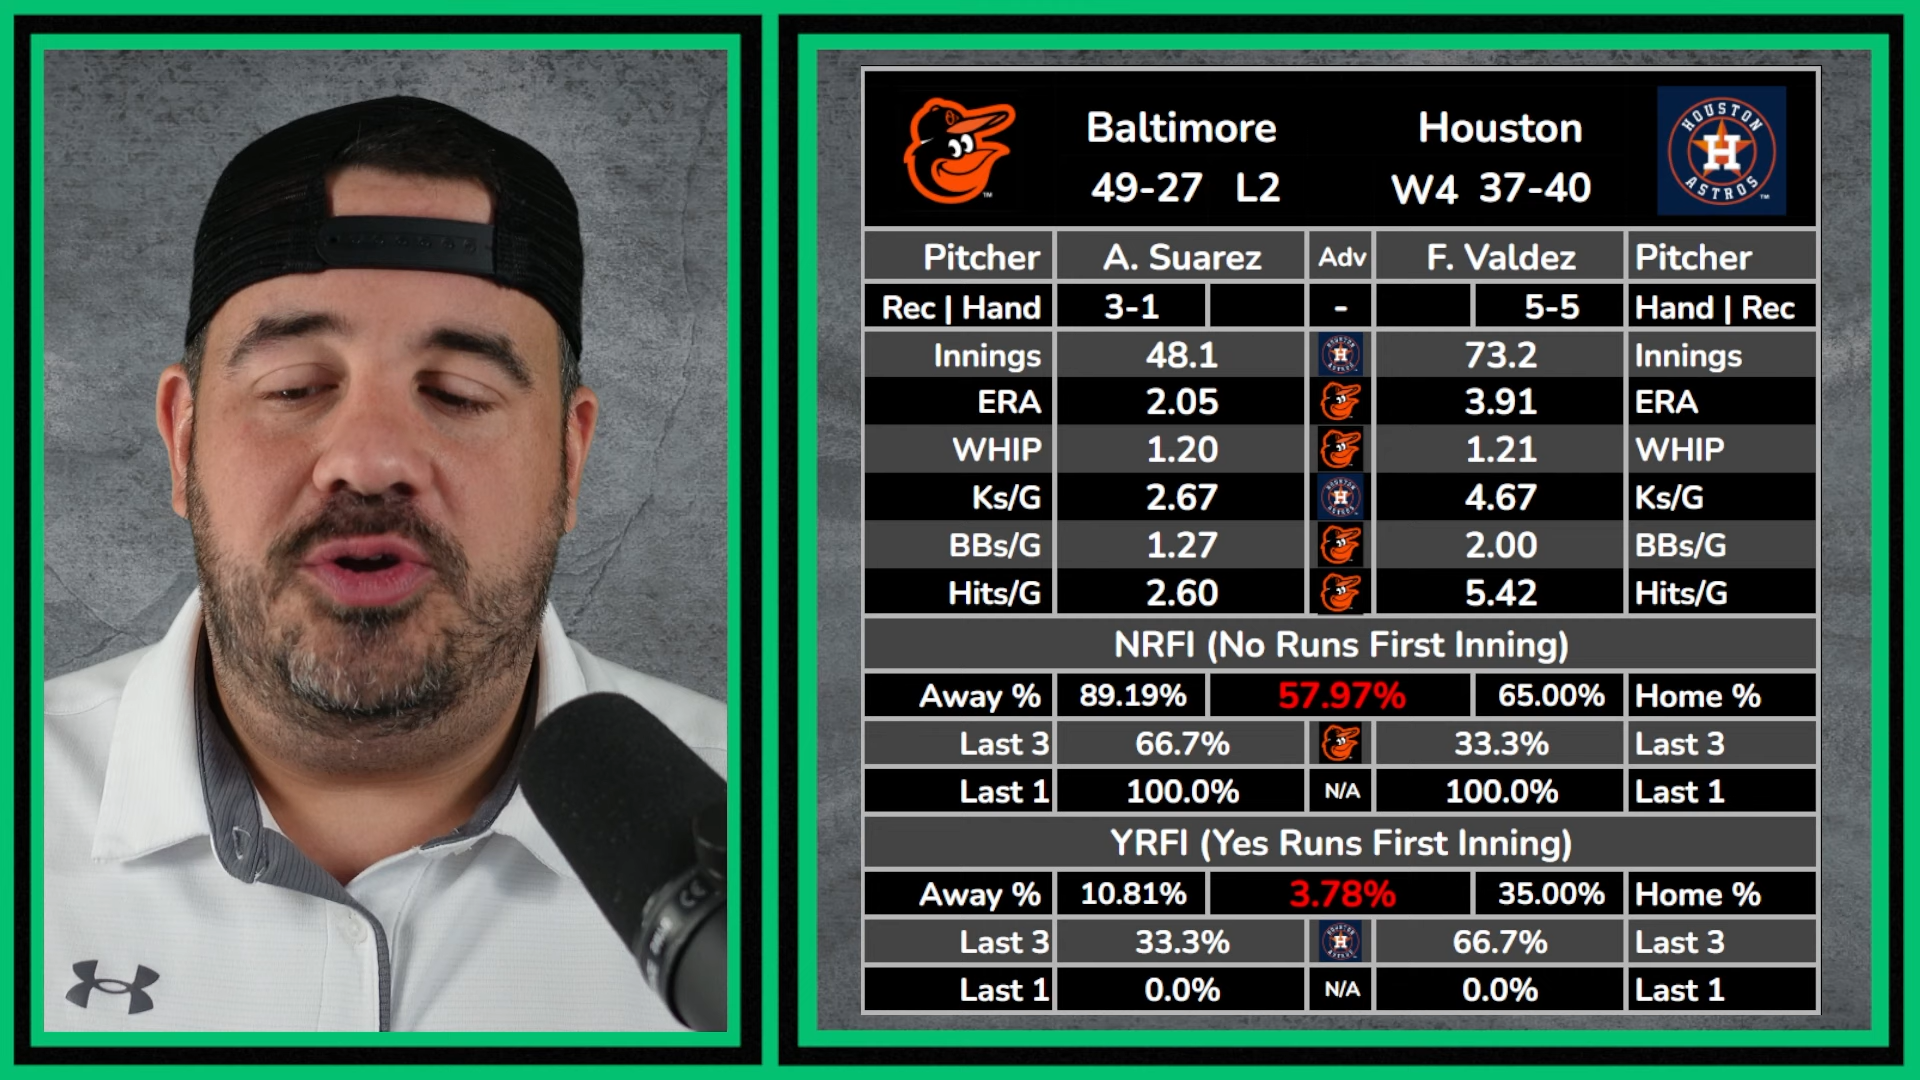 Baltimore
Houston
49-27 L2
W4 37-40
HOUSTON
H
ASTROS
TM
TM
Pitcher A. Suarez Adv F. Valdez Pitcher
Rec | Hand 3-1 - 5-5 Hand | Rec
Innings 48.1 73.2 Innings
ERA 2.05 3.91 ERA
WHIP 1.20 1.21 WHIP
Ks/G 2.67 4.67 Ks/G
BBs/G 1.27 2.00 BBs/G
Hits/G 2.60 5.42 Hits/G
NRFI (No Runs First Inning)
Away % 89.19% 57.97% 65.00% Home %
Last 3 66.7% 33.3% Last 3
Last 1 100.0% N/A 100.0% Last 1
YRFI (Yes Runs First Inning)
Away % 10.81% 3.78% 35.00% Home %
Last 3 33.3% 66.7% Last 3
Last 1 0.0% N/A 0.0% Last 1